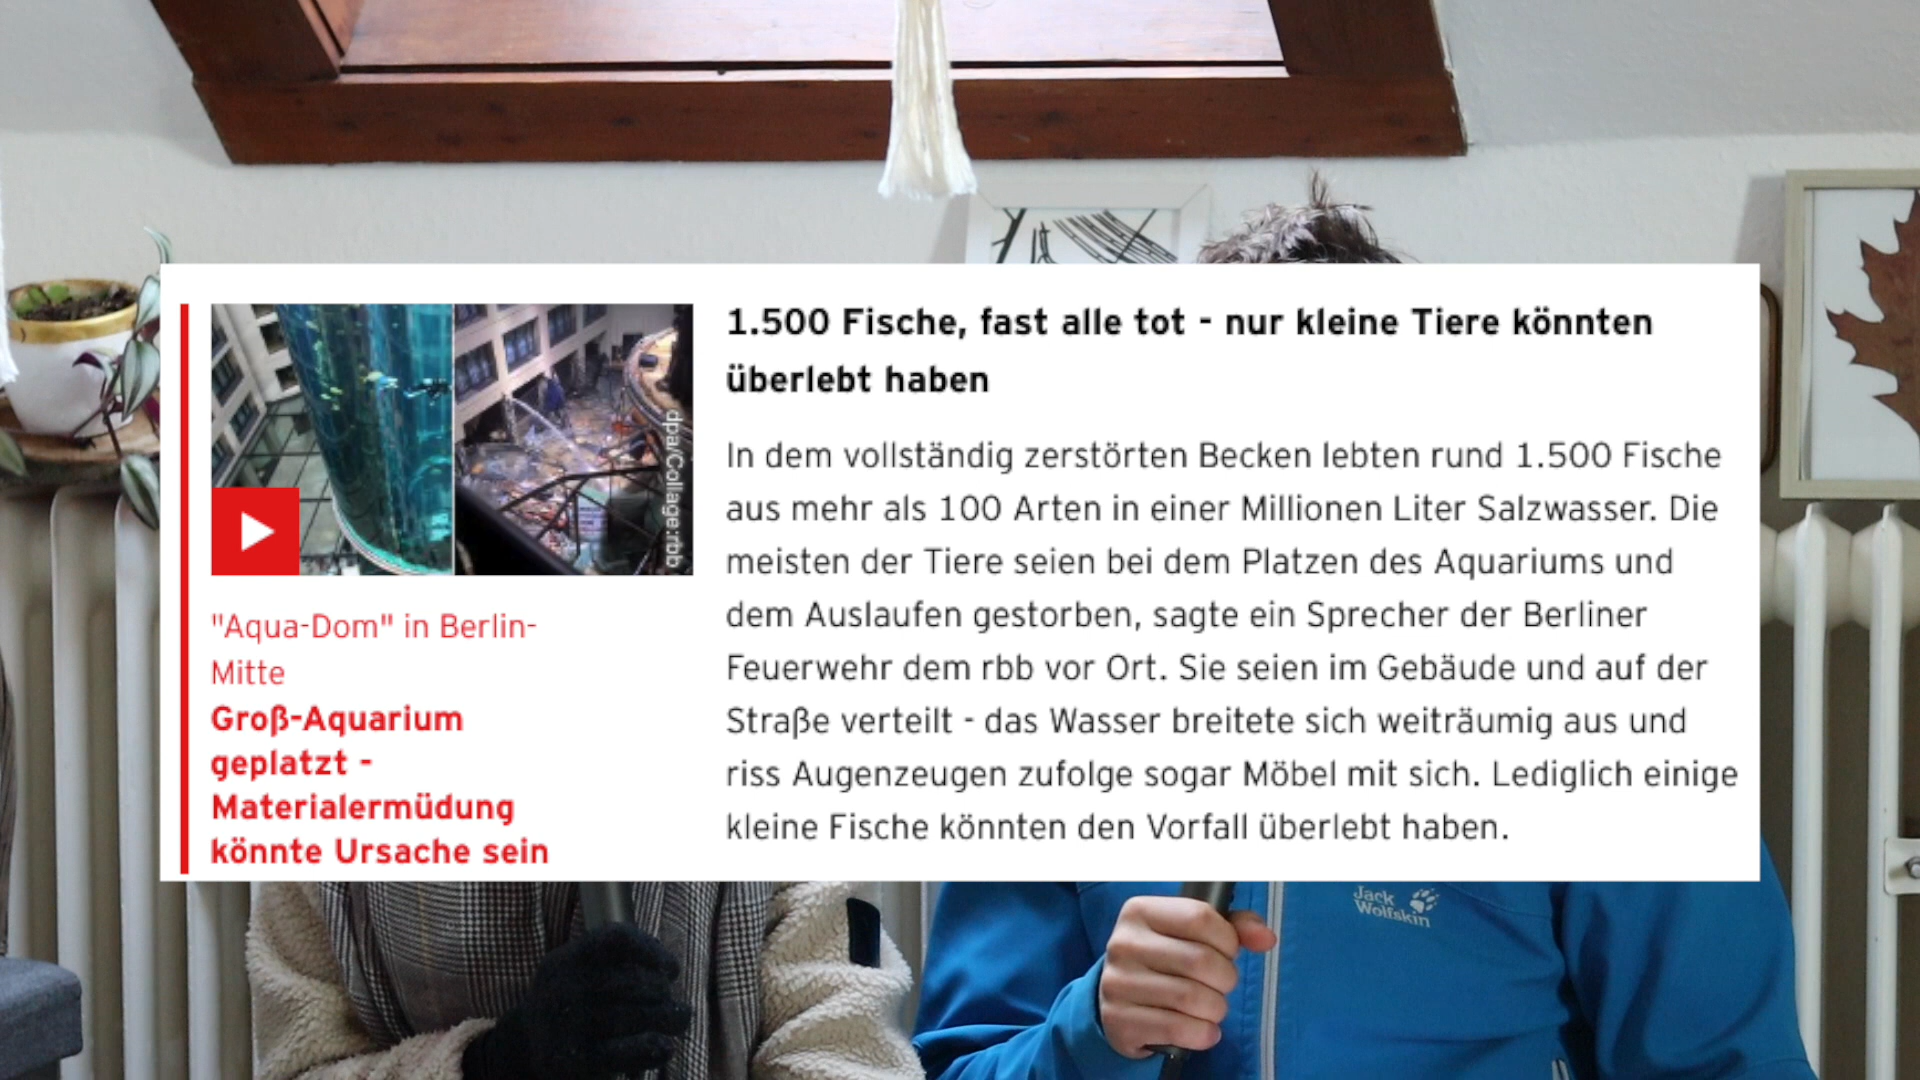 dpa/Collage:rbb
"Aqua-Dom" in Berlin-
Mitte
Groß-Aquarium
geplatzt -
Materialermüdung
könnte Ursache sein
1.500 Fische, fast alle tot - nur kleine Tiere könnten
überlebt haben
In dem vollständig zerstörten Becken lebten rund 1.500 Fische
aus mehr als 100 Arten in einer Millionen Liter Salzwasser. Die
meisten der Tiere seien bei dem Platzen des Aquariums und
dem Auslaufen gestorben, sagte ein Sprecher der Berliner
Feuerwehr dem rbb vor Ort. Sie seien im Gebäude und auf der
Straße verteilt - das Wasser breitete sich weiträumig aus und
riss Augenzeugen zufolge sogar Möbel mit sich. Lediglich einige
kleine Fische könnten den Vorfall überlebt haben.
Jack
Wolfskin